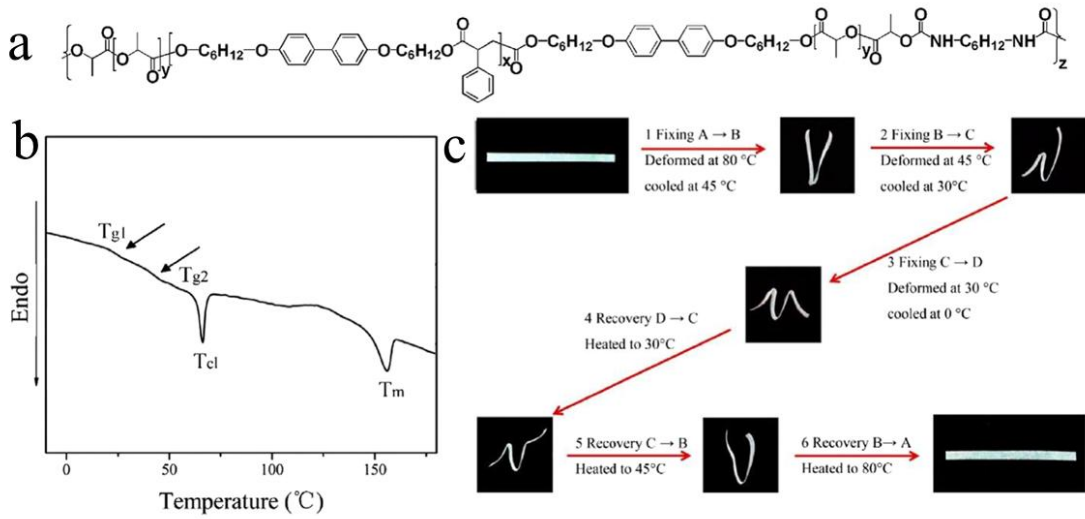 a
O O O O y O C₆H₁₂ O O C₆H₁₂O O x O O C₆H₁₂ O O C₆H₁₂ O O y O O O NH C₆H₁₂ NH O z
b
Tg1
Tg2
Tcl
Tm
Endo
0 50 100 150
Temperature (℃)
c
1 Fixing A → B
Deformed at 80 °C
cooled at 45 °C
2 Fixing B → C
Deformed at 45 °C
cooled at 30°C
3 Fixing C → D
Deformed at 30 °C
cooled at 0 °C
4 Recovery D → C
Heated to 30°C
5 Recovery C → B
Heated to 45°C
6 Recovery B→ A
Heated to 80°C